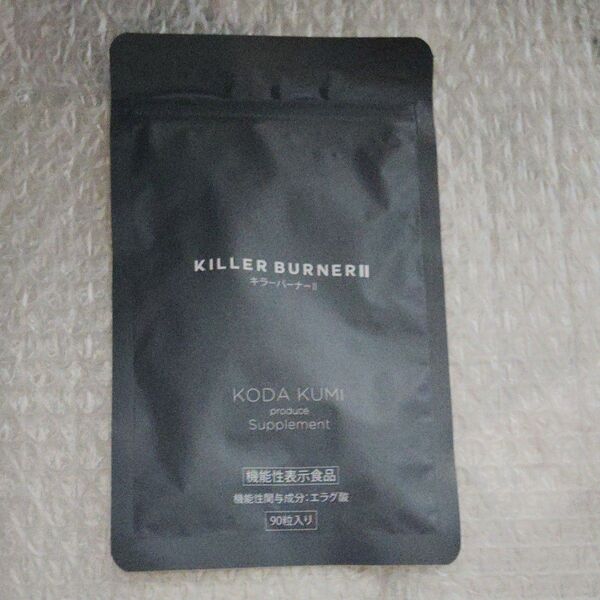 KILLER BURNERII
キラーバーナーII
KODA KUMI
produce
Supplement
機能性表示食品
機能性関与成分:エラグ酸
90粒入り